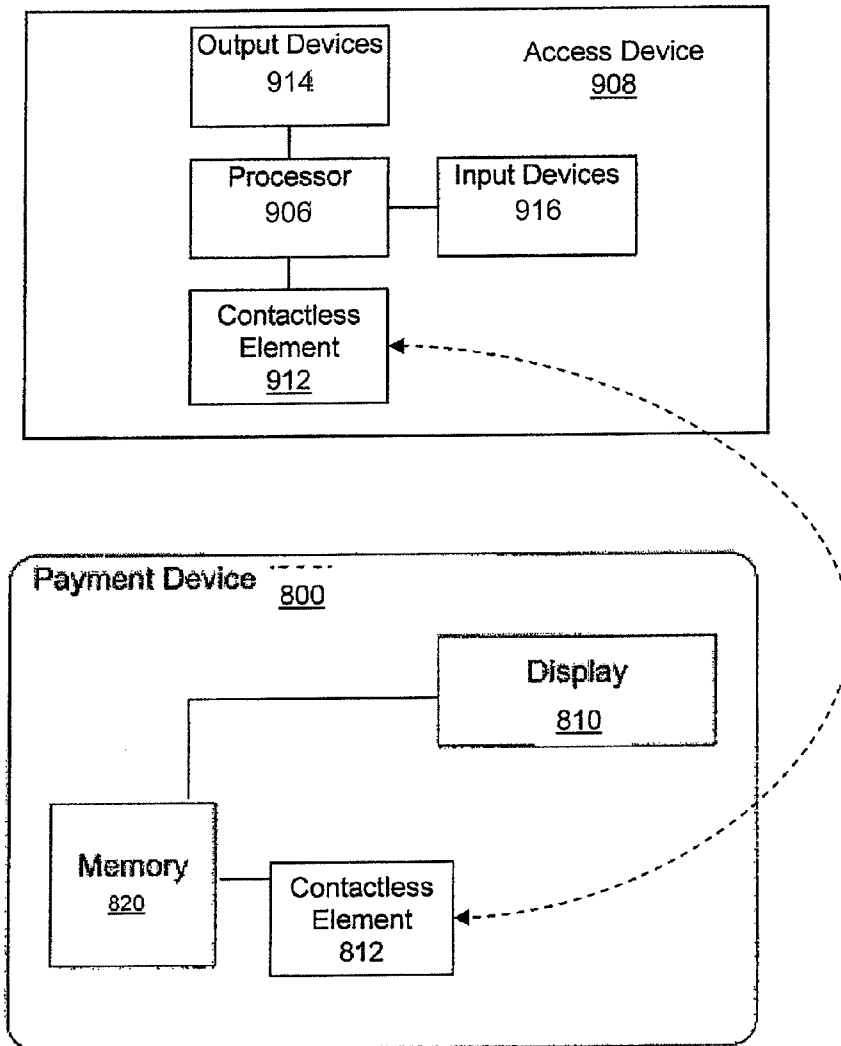 Output Devices
914
Access Device
908
Processor
906
Input Devices
916
Contactless
Element
912
Payment Device
800
Display
810
Memory
820
Contactless
Element
812